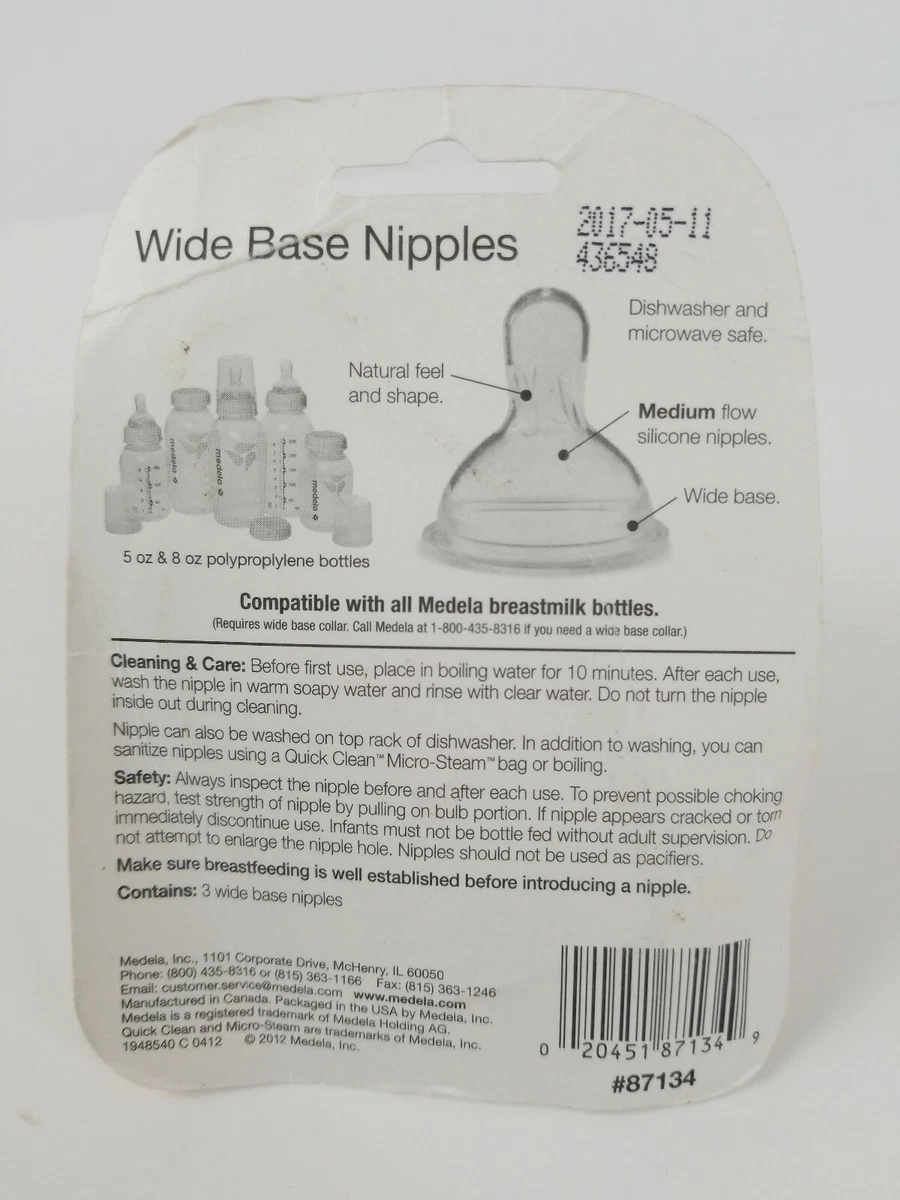 Wide Base Nipples
2017-05-11
436548
Dishwasher and
microwave safe.
Natural feel
and shape.
Medium flow
silicone nipples.
Wide base.
medela
medela
medela
5 oz & 8 oz polyproplylene bottles
Compatible with all Medela breastmilk bottles.
(Requires wide base collar. Call Medela at 1-800-435-8316 if you need a wide base collar.)
Cleaning & Care: Before first use, place in boiling water for 10 minutes. After each use,
wash the nipple in warm soapy water and rinse with clear water. Do not turn the nipple
inside out during cleaning.
Nipple can also be washed on top rack of dishwasher. In addition to washing, you can
sanitize nipples using a Quick Clean™ Micro-Steam™ bag or boiling.
Safety: Always inspect the nipple before and after each use. To prevent possible choking
hazard, test strength of nipple by pulling on bulb portion. If nipple appears cracked or torn
immediately discontinue use. Infants must not be bottle fed without adult supervision. Do
not attempt to enlarge the nipple hole. Nipples should not be used as pacifiers.
Make sure breastfeeding is well established before introducing a nipple.
Contains: 3 wide base nipples
Medela, Inc., 1101 Corporate Drive, McHenry, IL 60050
Phone: (800) 435-8316 or (815) 363-1166 Fax: (815) 363-1246
Email: customer.service@medela.com www.medela.com
Manufactured in Canada. Packaged in the USA by Medela, Inc.
Medela is a registered trademark of Medela Holding AG.
Quick Clean and Micro-Steam are trademarks of Medela, Inc.
1948540 C 0412 © 2012 Medela, Inc.
0 20451 87134 9
#87134